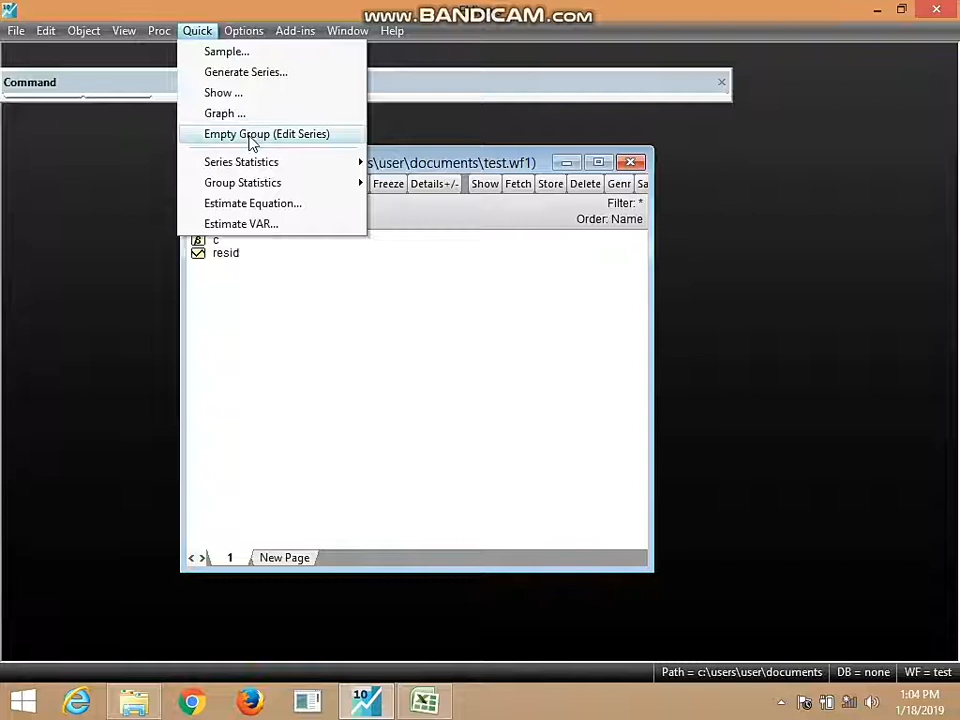 www.BANDICAM.com
File Edit Object View Proc Quick Options Add-ins Window Help
Sample...
Generate Series...
Show ...
Graph ...
Empty Group (Edit Series)
Series Statistics
Group Statistics
Estimate Equation...
Estimate VAR...
Command
s\user\documents\test.wf1)
Freeze Details+/- Show Fetch Store Delete Genr Sa
Filter: *
Order: Name
c
resid
1 New Page
Path = c:\users\user\documents DB = none WF = test
10
1:04 PM
1/18/2019